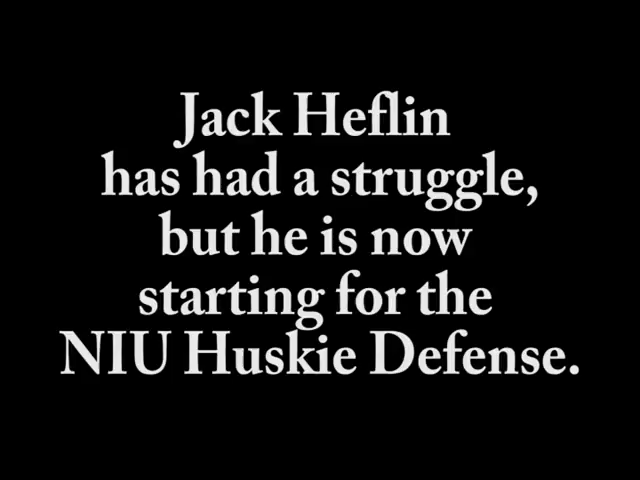 Jack Heflin
has had a struggle,
but he is now
starting for the
NIU Huskie Defense.